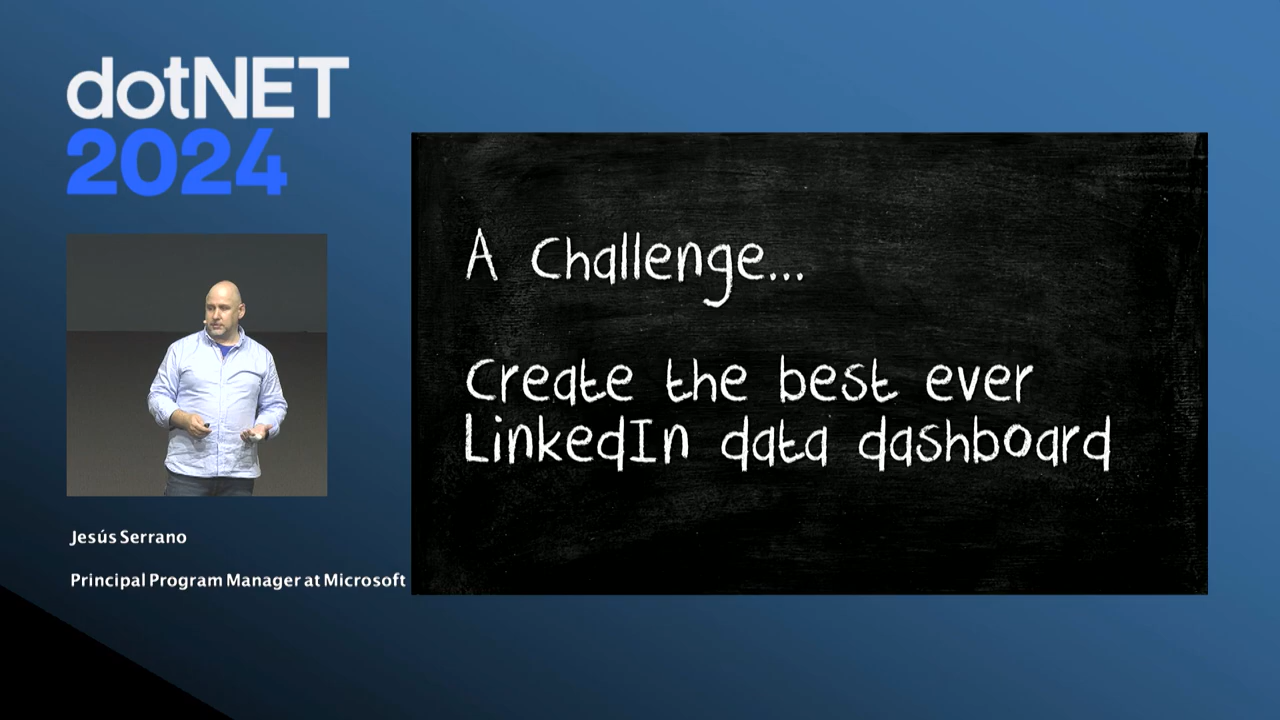 dotNET
2024
A Challenge...
Create the best ever
LinkedIn data dashboard
Jesús Serrano
Principal Program Manager at Microsoft